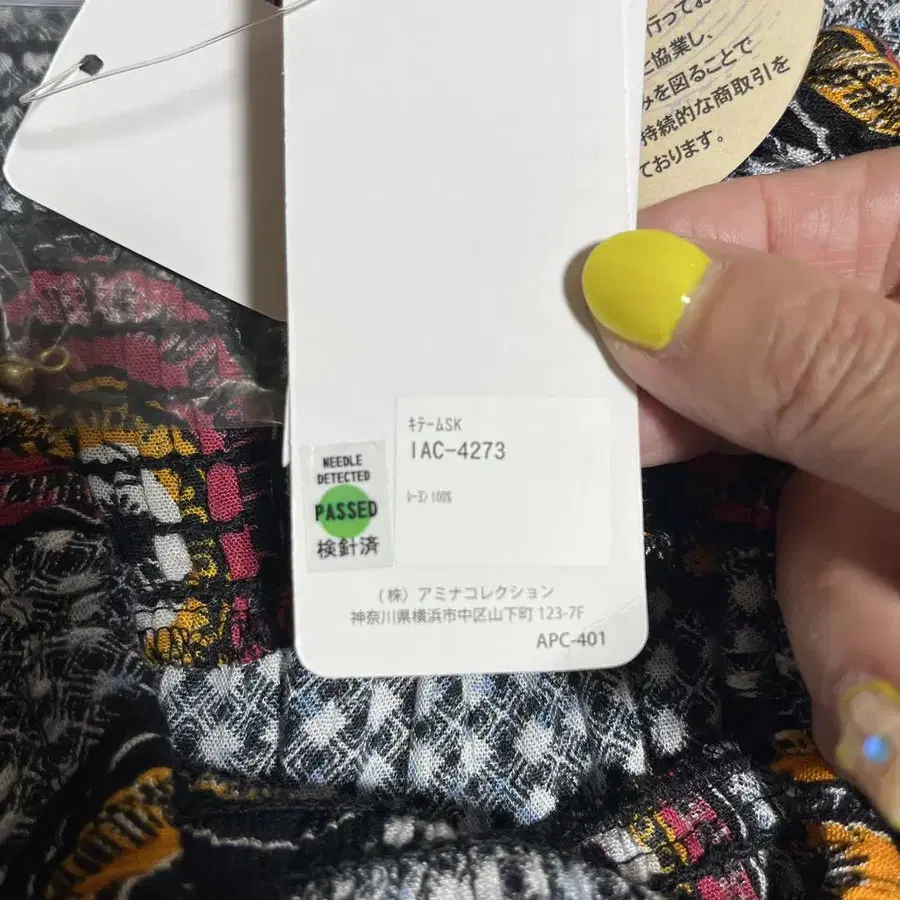 行ってお
と協業し、
みを図ることで
持続的な商取引を
ております。
ｷﾃｰﾑSK
IAC-4273
ﾚｰﾖﾝ 100%
NEEDLE
DETECTED
PASSED
検針済
(株) アミナコレクション
神奈川県横浜市中区山下町 123-7F
APC-401